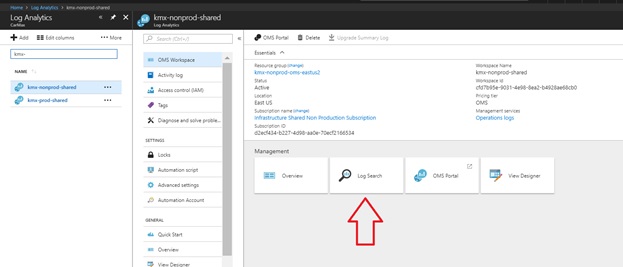 Home > Log Analytics > kmx-nonprod-shared
Log Analytics
CarMax
Add
Edit columns
More
kmx-
NAME
kmx-nonprod-shared
kmx-prod-shared
kmx-nonprod-shared
Log Analytics
Search (Ctrl+/)
OMS Workspace
Activity log
Access control (IAM)
Tags
Diagnose and solve proble...
SETTINGS
Locks
Automation script
Advanced settings
Automation Account
GENERAL
Quick Start
Overview
View Designer
OMS Portal
Delete
Upgrade Summary Log
Essentials
Resource group (change)
kmx-nonprod-oms-eastus2
Status
Active
Location
East US
Subscription name (change)
Infrastructure Shared Non Production Subscription
Subscription ID
d2ecf434-b227-4d98-aa0e-70ecf2166534
Workspace Name
kmx-nonprod-shared
Workspace Id
cfd7b95e-9031-4e98-8ea2-b4928ae68cb0
Pricing tier
OMS
Management services
Operations logs
Management
Overview
Log Search
OMS Portal
View Designer